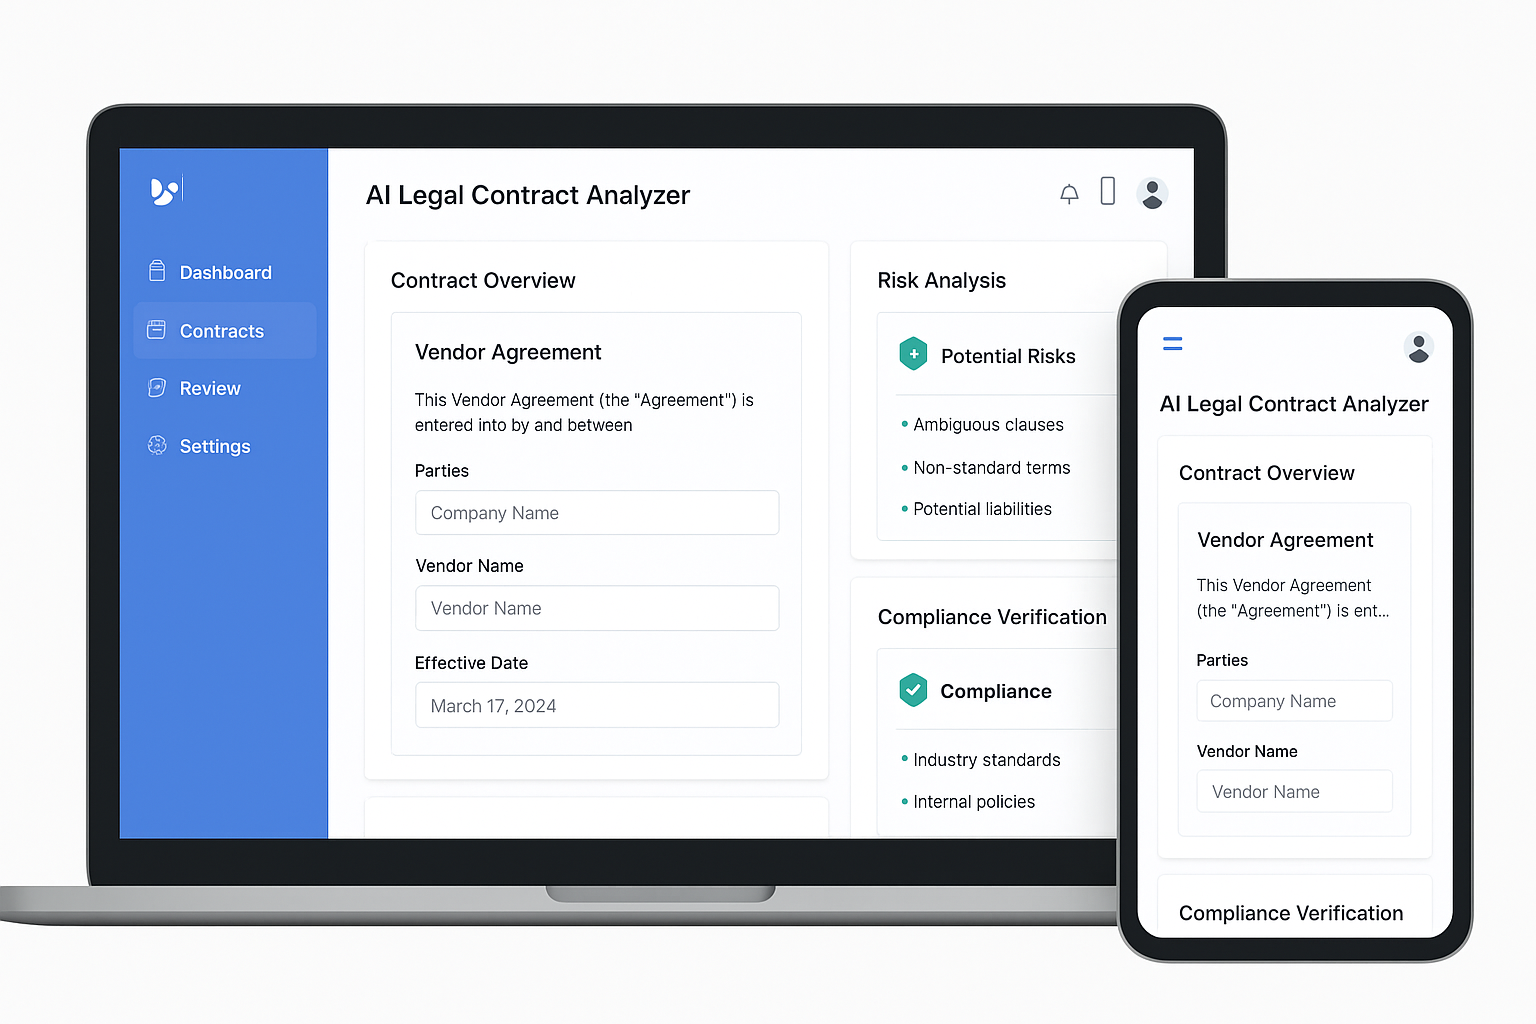 AI Legal Contract Analyzer
Dashboard
Contracts
Review
Settings
Contract Overview
Vendor Agreement
This Vendor Agreement (the "Agreement") is
entered into by and between
Parties
Company Name
Vendor Name
Vendor Name
Effective Date
March 17, 2024
Risk Analysis
Potential Risks
• Ambiguous clauses
• Non-standard terms
• Potential liabilities
Compliance Verification
Compliance
• Industry standards
• Internal policies
AI Legal Contract Analyzer
Contract Overview
Vendor Agreement
This Vendor Agreement
(the "Agreement") is ent...
Parties
Company Name
Vendor Name
Vendor Name
Compliance Verification